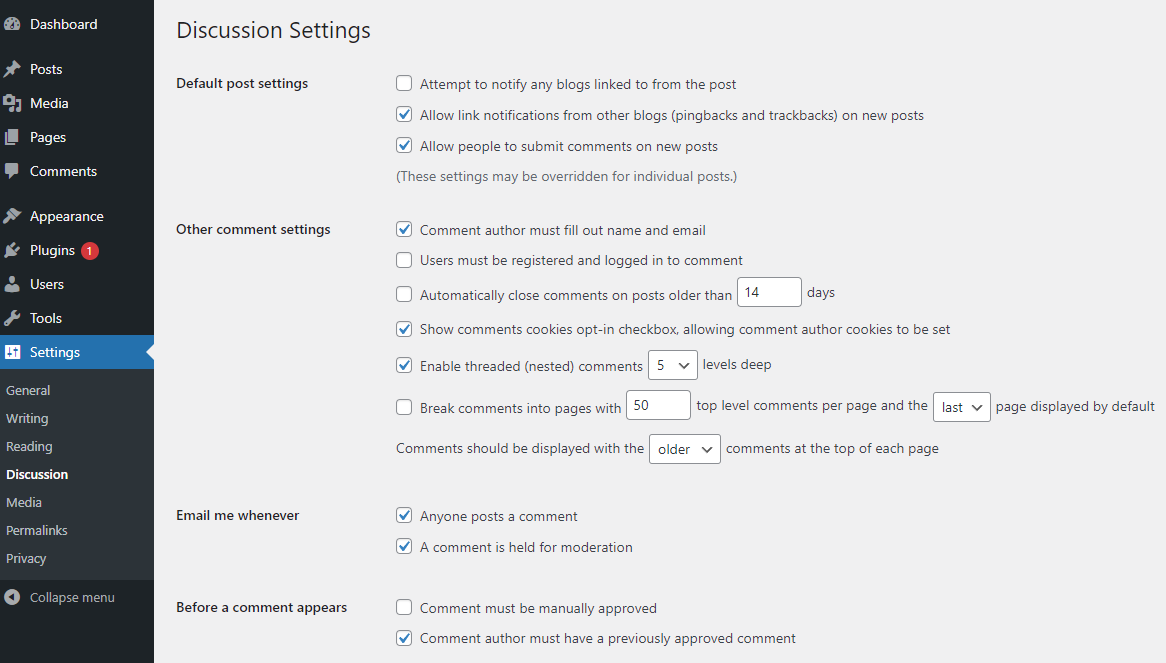 Dashboard
Posts
Media
Pages
Comments
Appearance
Plugins 1
Users
Tools
Settings
General
Writing
Reading
Discussion
Media
Permalinks
Privacy
Collapse menu
Discussion Settings
Default post settings
Attempt to notify any blogs linked to from the post
Allow link notifications from other blogs (pingbacks and trackbacks) on new posts
Allow people to submit comments on new posts
(These settings may be overridden for individual posts.)
Other comment settings
Comment author must fill out name and email
Users must be registered and logged in to comment
Automatically close comments on posts older than 14 days
Show comments cookies opt-in checkbox, allowing comment author cookies to be set
Enable threaded (nested) comments 5 levels deep
Break comments into pages with 50 top level comments per page and the last page displayed by default
Comments should be displayed with the older comments at the top of each page
Email me whenever
Anyone posts a comment
A comment is held for moderation
Before a comment appears
Comment must be manually approved
Comment author must have a previously approved comment